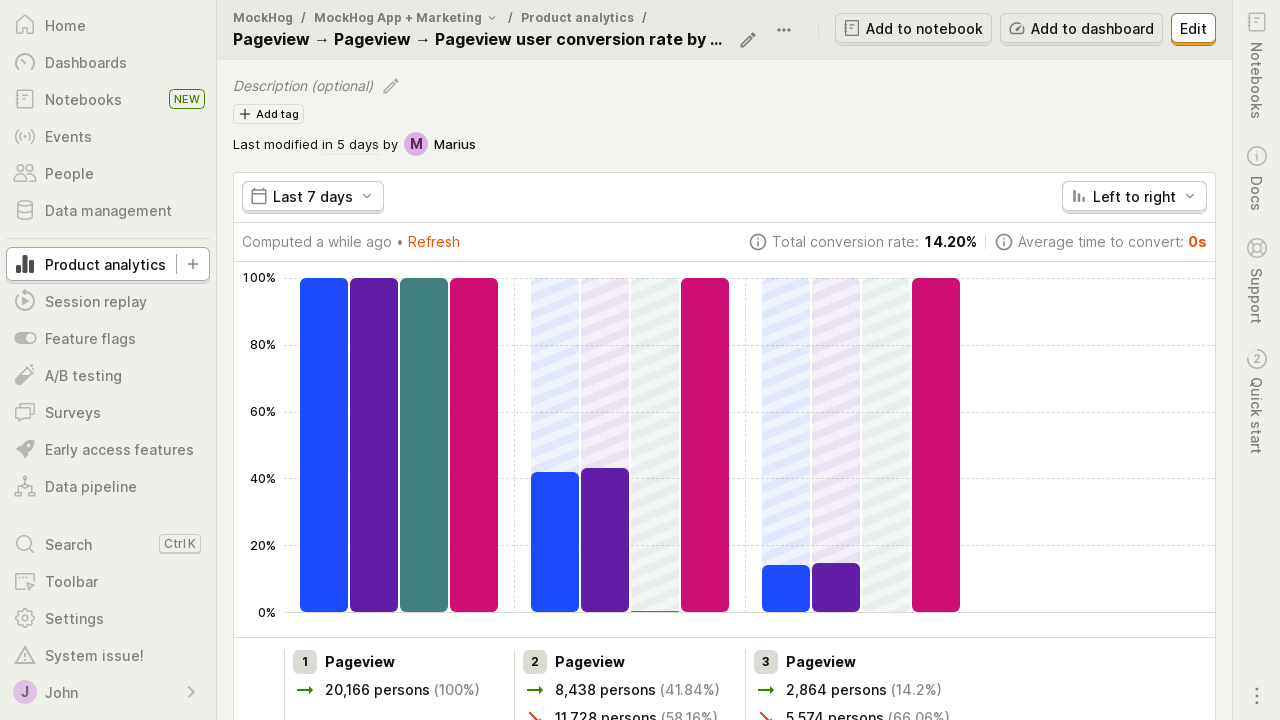 Home
Dashboards
Notebooks NEW
Events
People
Data management
Product analytics
Session replay
Feature flags
A/B testing
Surveys
Early access features
Data pipeline
Search Ctrl K
Toolbar
Settings
System issue!
J John
MockHog / MockHog App + Marketing / Product analytics /
Pageview → Pageview → Pageview user conversion rate by ...
Add to notebook
Add to dashboard
Edit
Description (optional)
Add tag
Last modified in 5 days by M Marius
Last 7 days
Left to right
Computed a while ago • Refresh
Total conversion rate: 14.20%
Average time to convert: 0s
100%
80%
60%
40%
20%
0%
1 Pageview
20,166 persons (100%)
2 Pageview
8,438 persons (41.84%)
11,728 persons (58.16%)
3 Pageview
2,864 persons (14.2%)
5,574 persons (66.06%)
Notebooks
Docs
Support
2 Quick start